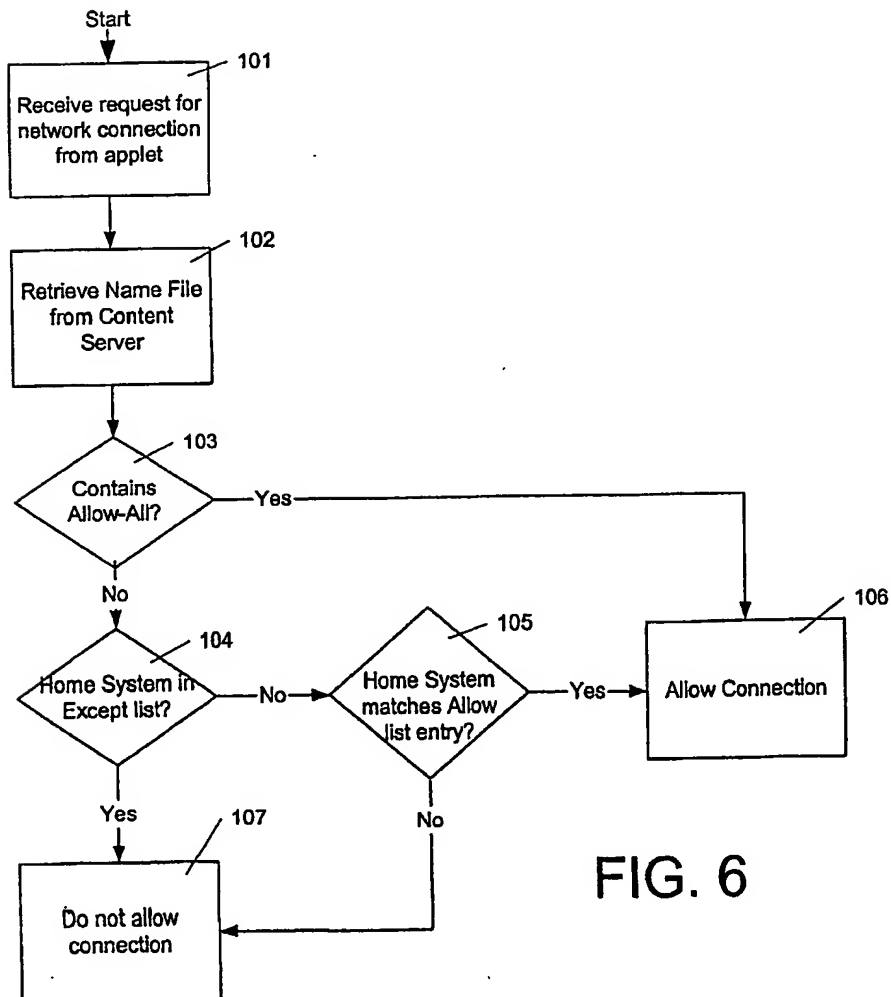 Start
101
Receive request for
network connection
from applet
102
Retrieve Name File
from Content
Server
103
Contains
Allow-All?
Yes
No
104
Home System in
Except list?
No
105
Home System
matches Allow
list entry?
Yes
106
Allow Connection
Yes
No
107
Do not allow
connection
FIG. 6